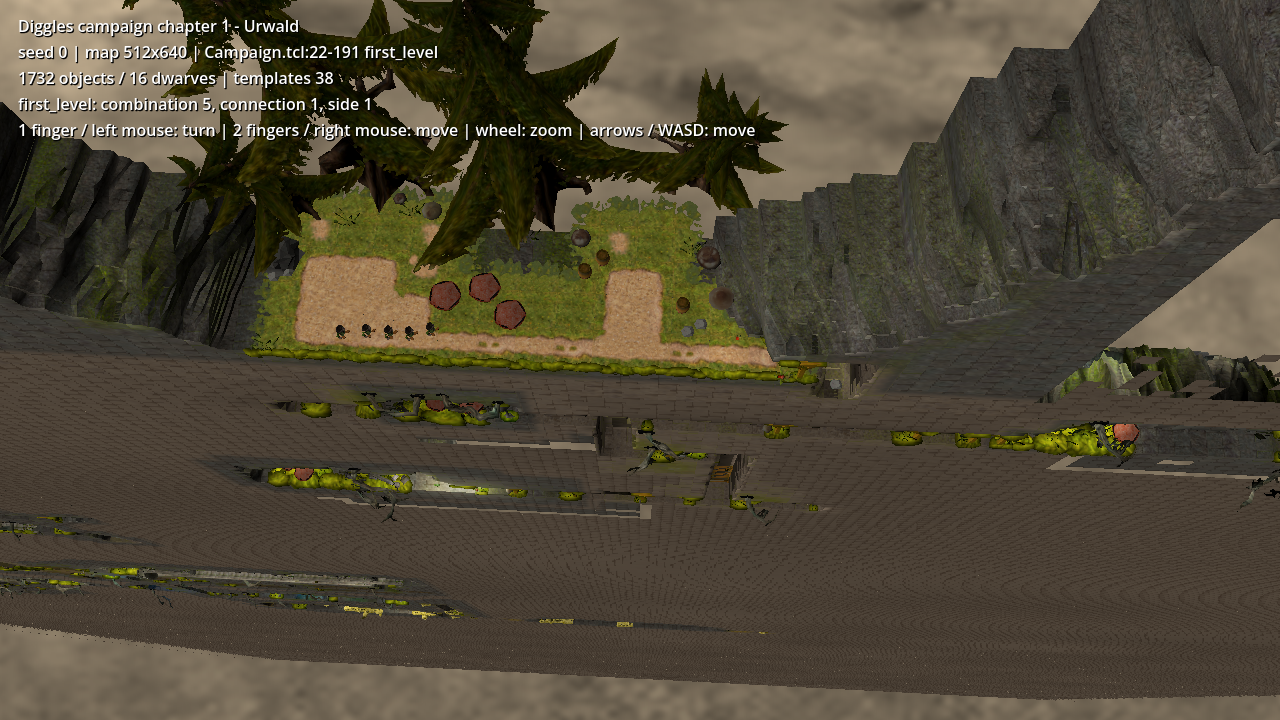 Diggles campaign chapter 1 - Urwald
seed 0 | map 512x640 | Campaign.tcl:22-191 first_level
1732 objects / 16 dwarves | templates 38
first_level: combination 5, connection 1, side 1
1 finger / left mouse: turn | 2 fingers / right mouse: move | wheel: zoom | arrows / WASD: move